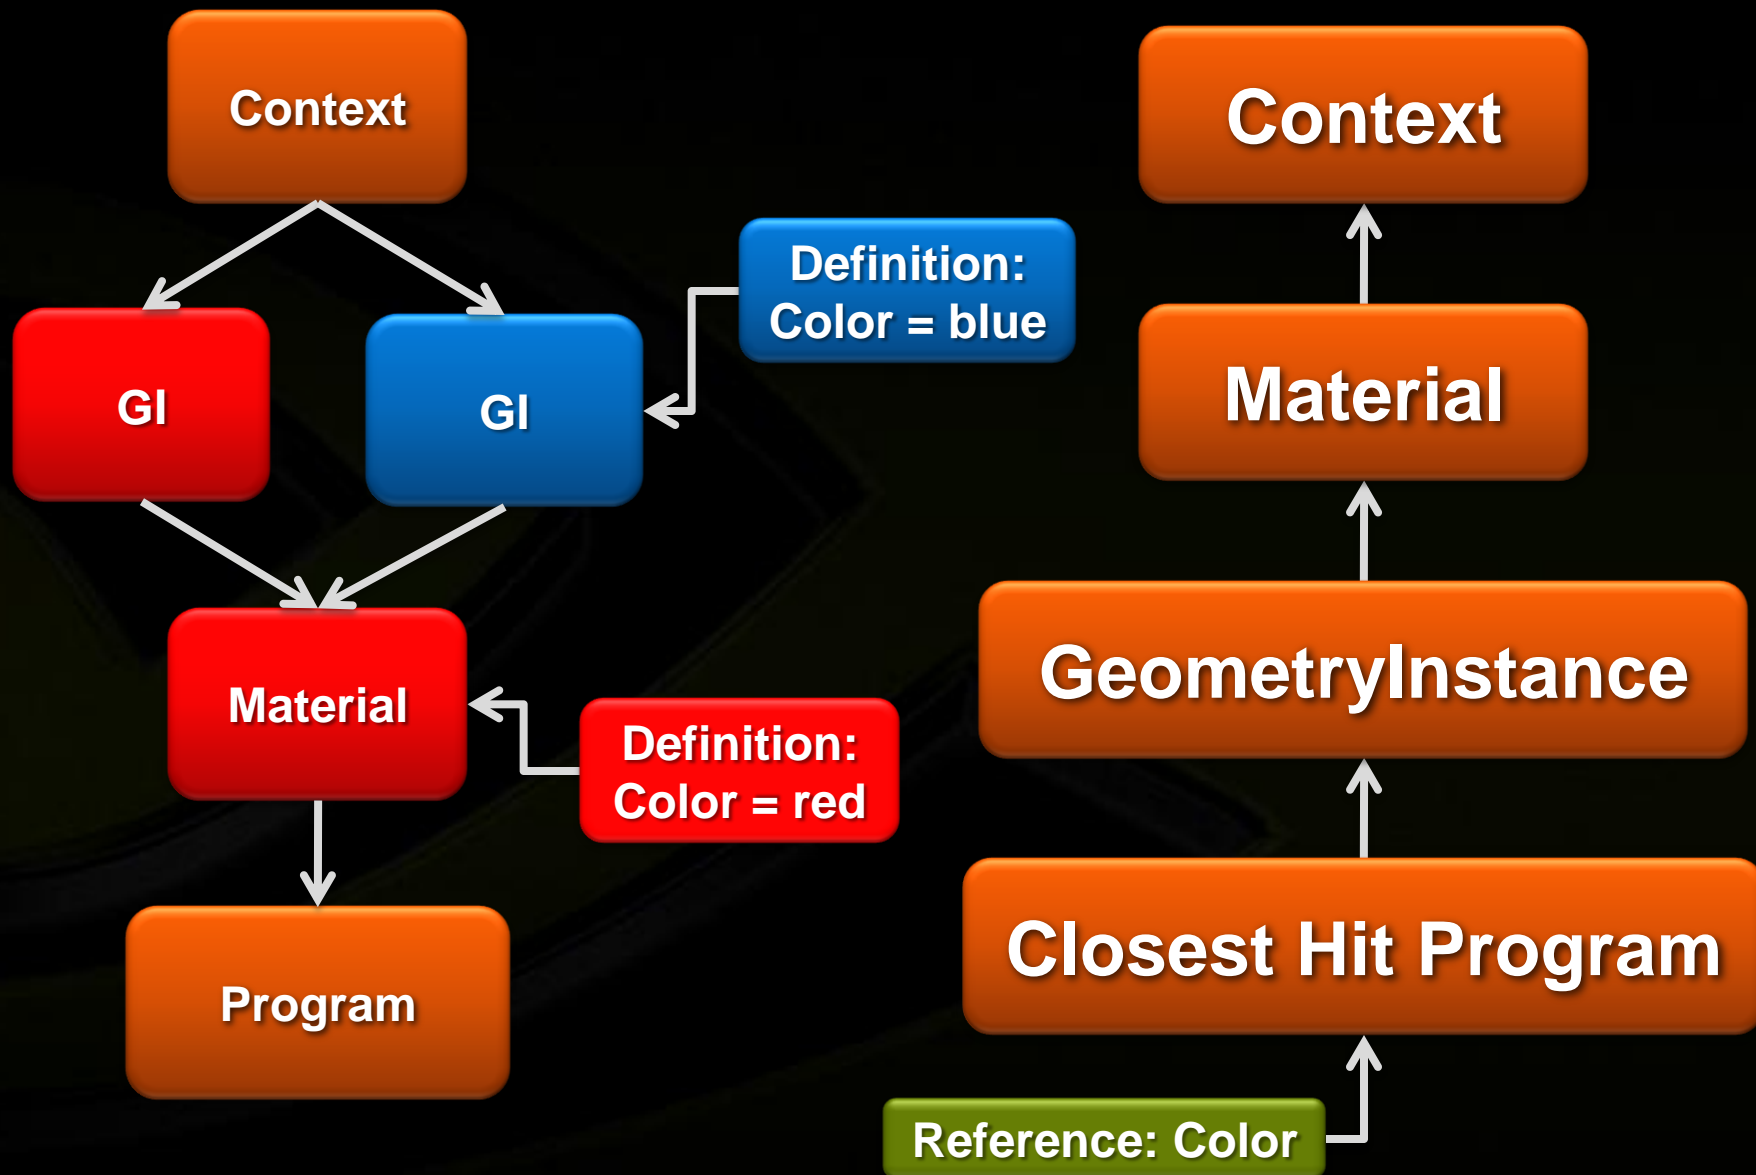 Context
GI
GI
Definition:
Color = blue
Material
Definition:
Color = red
Program
Context
Material
GeometryInstance
Closest Hit Program
Reference: Color